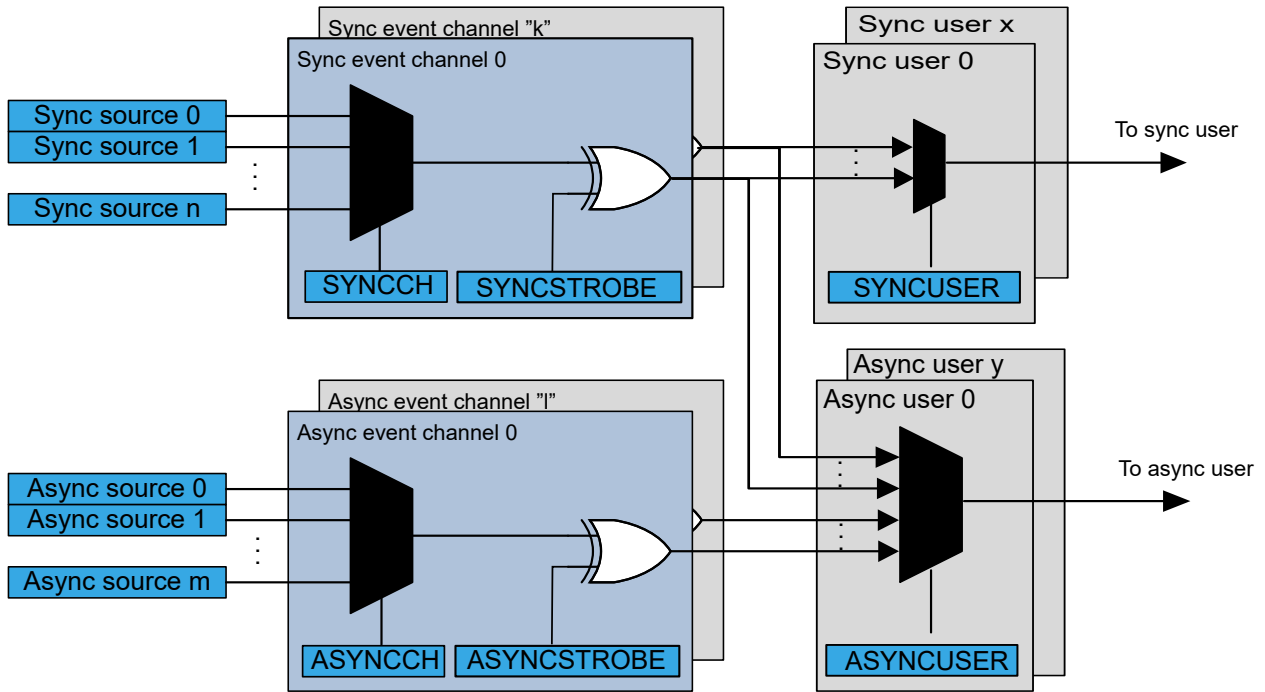 Sync event channel ”k”
Sync event channel 0
Sync source 0
Sync source 1
Sync source n
SYNCCH
SYNCSTROBE
Sync user x
Sync user 0
SYNCUSER
To sync user
Async event channel ”l”
Async event channel 0
Async source 0
Async source 1
Async source m
ASYNCCH
ASYNCSTROBE
Async user y
Async user 0
ASYNCUSER
To async user